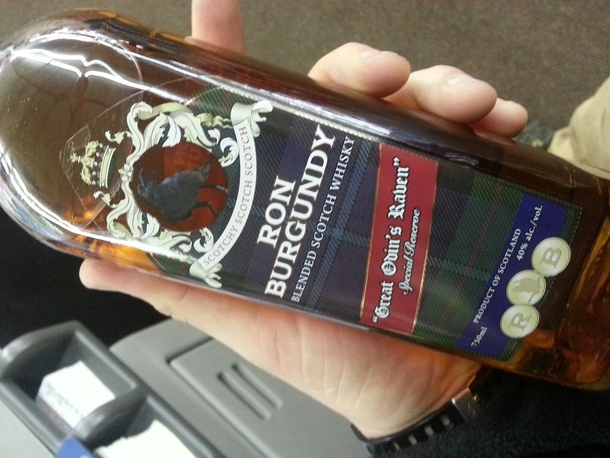 SCOTCHY SCOTCH SCOTCH
RON
BURGUNDY
BLENDED SCOTCH WHISKY
"Great Odin's Raven"
Special Reserve
PRODUCT OF SCOTLAND
750ml 40% alc./vol.
R B